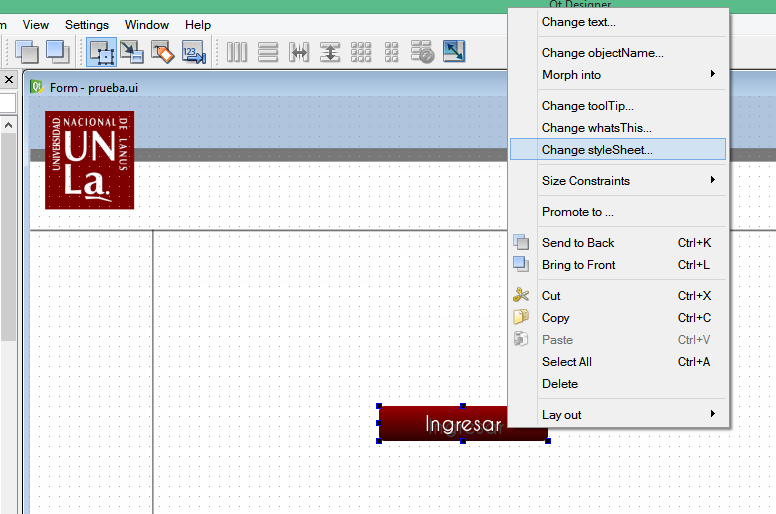 Qt Designer
m View Settings Window Help
123
Qt Form - prueba.ui
UNIVERSIDAD
NACIONAL
DE LANUS
UN
La.
Ingresar
Change text...
Change objectName...
Morph into
Change toolTip...
Change whatsThis...
Change styleSheet...
Size Constraints
Promote to ...
Send to Back Ctrl+K
Bring to Front Ctrl+L
Cut Ctrl+X
Copy Ctrl+C
Paste Ctrl+V
Select All Ctrl+A
Delete
Lay out